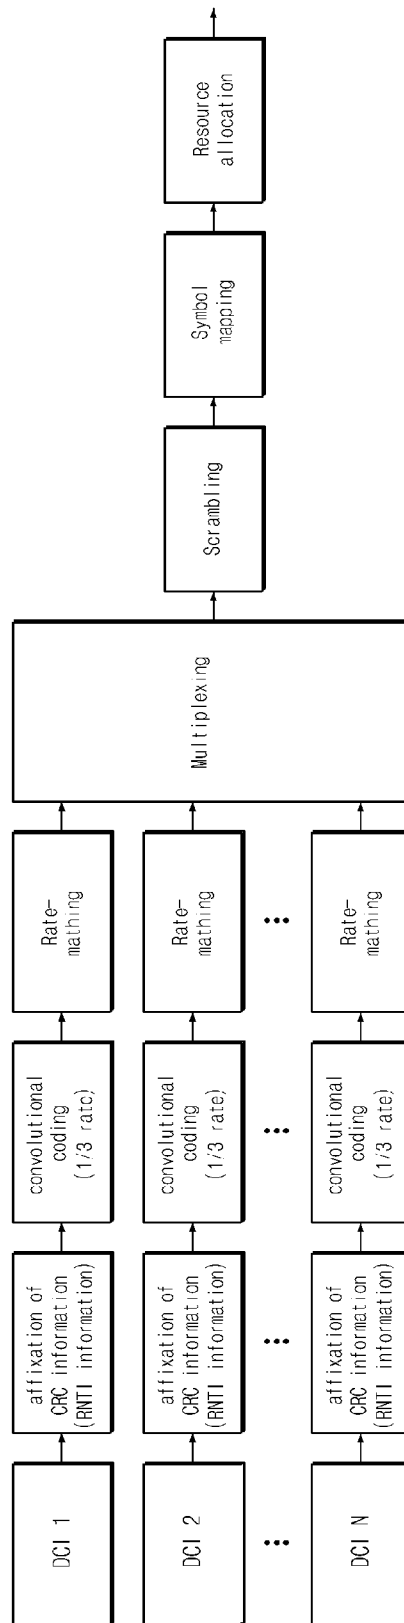 DCI 1
affixation of
CRC information
(RNTI information)
convolutional
coding
(1/3 rate)
Rate-
mathing
DCI 2
affixation of
CRC information
(RNTI information)
convolutional
coding
(1/3 rate)
Rate-
mathing
DCI N
affixation of
CRC information
(RNTI information)
convolutional
coding
(1/3 rate)
Rate-
mathing
Multiplexing
Scrambling
Symbol
mapping
Resource
allocation